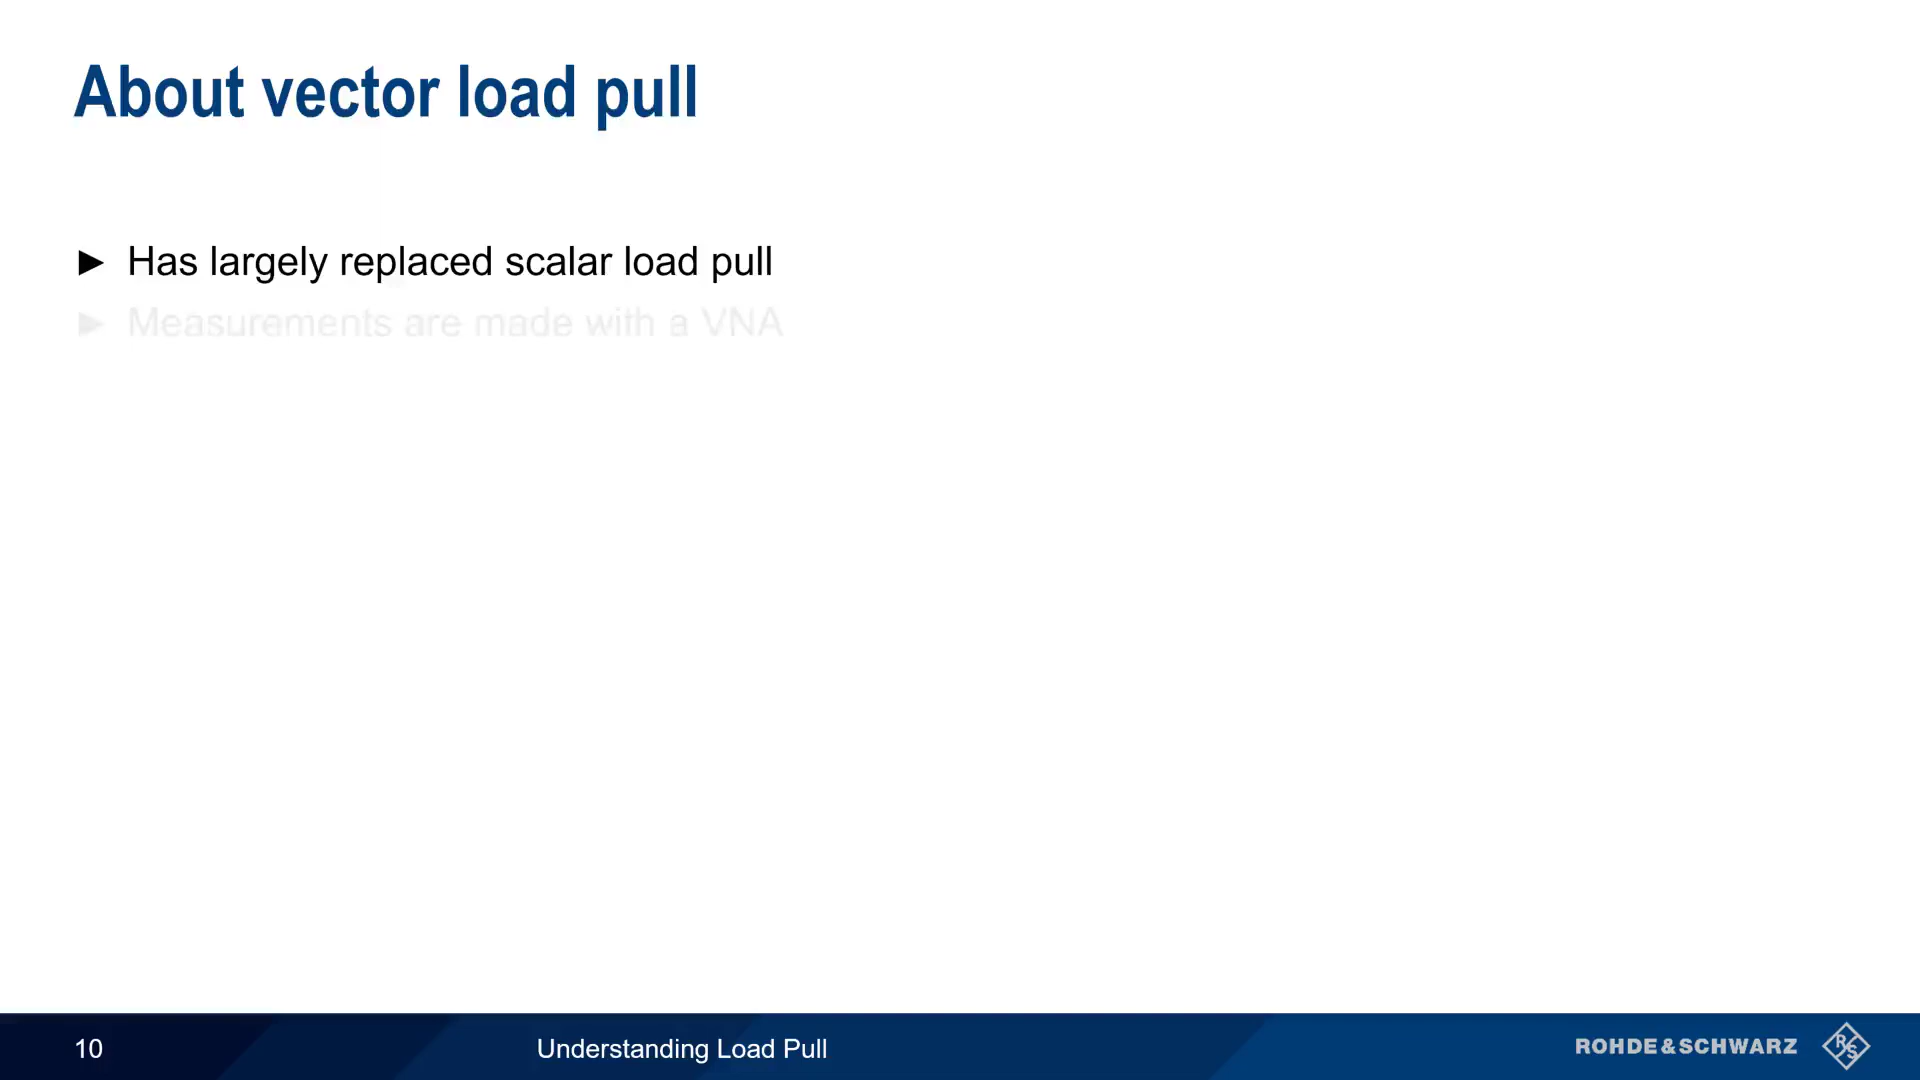 About vector load pull
► Has largely replaced scalar load pull
► Measurements are made with a VNA
10
Understanding Load Pull
ROHDE&SCHWARZ
R&S